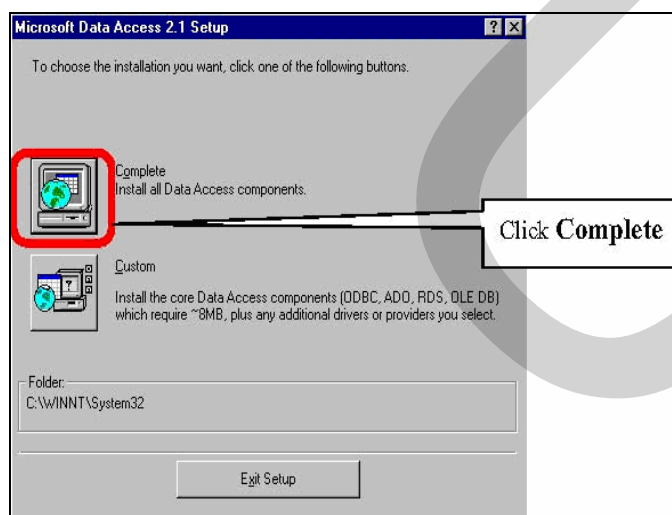 Microsoft Data Access 2.1 Setup
To choose the installation you want, click one of the following buttons.
Complete
Install all Data Access components.
Click Complete
Custom
Install the core Data Access components (ODBC, ADO, RDS, OLE DB)
which require ~8MB, plus any additional drivers or providers you select.
Folder:
C:\WINNT\System32
Exit Setup